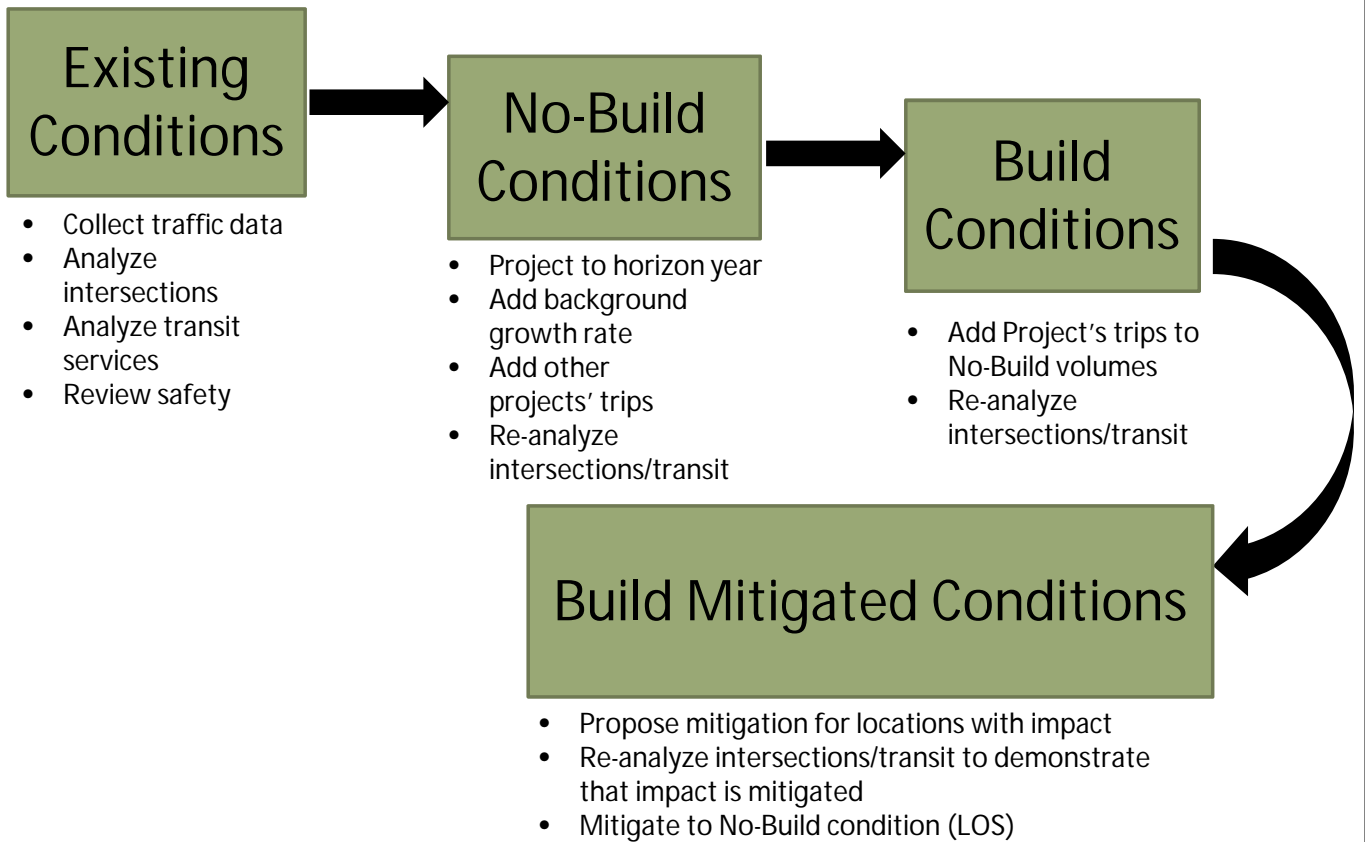 Existing
Conditions
• Collect traffic data
• Analyze
intersections
• Analyze transit
services
• Review safety
No-Build
Conditions
• Project to horizon year
• Add background
growth rate
• Add other
projects’ trips
• Re-analyze
intersections/transit
Build
Conditions
• Add Project’s trips to
No-Build volumes
• Re-analyze
intersections/transit
Build Mitigated Conditions
• Propose mitigation for locations with impact
• Re-analyze intersections/transit to demonstrate
that impact is mitigated
• Mitigate to No-Build condition (LOS)